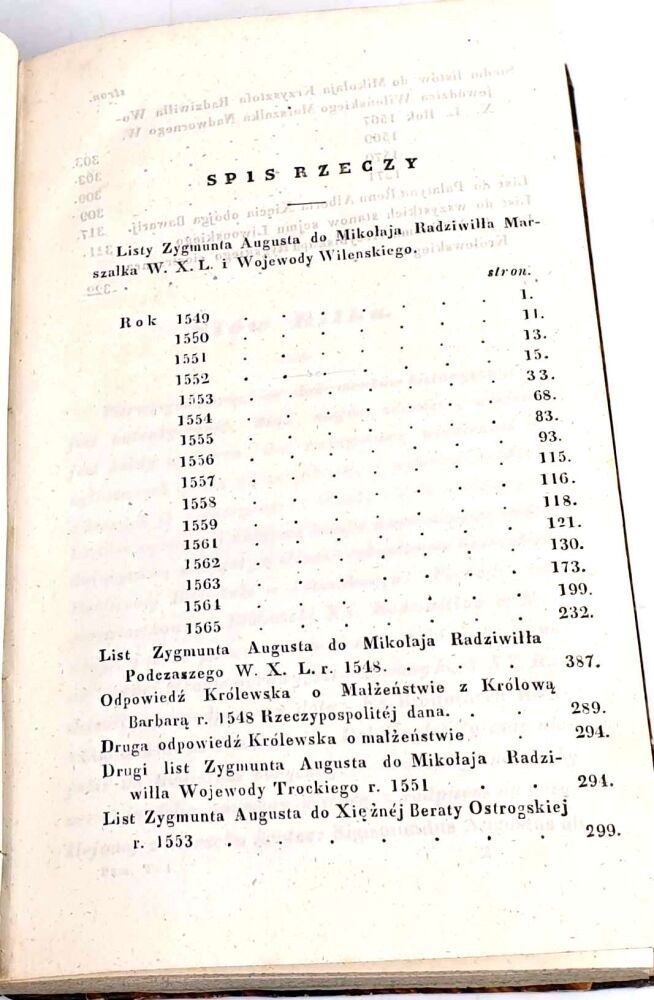 SPIS RZECZY
Listy Zygmunta Augusta do Mikołaja Radziwiłła Mar-
szałka W. X. L. i Wojewody Wilenskiego.
stron.
Rok 1549 . . . . . . 1.
1550 . . . . . . 11.
1551 . . . . . . 13.
1552 . . . . . . 15.
1553 . . . . . . 33.
1554 . . . . . . 68.
1555 . . . . . . 83.
1556 . . . . . . 93.
1557 . . . . . . 115.
1558 . . . . . . 116.
1559 . . . . . . 118.
1561 . . . . . . 121.
1562 . . . . . . 130.
1563 . . . . . . 173.
1564 . . . . . . 199.
1565 . . . . . . 232.
List Zygmunta Augusta do Mikołaja Radziwiłła
Podczaszego W. X. L. r. 1548. . . . 387.
Odpowiedź Królewska o Małżeństwie z Królową
Barbarą r. 1548 Rzeczypospolitéj dana. . . 289.
Druga odpowiedź Królewska o małżeństwie . . 294.
Drugi list Zygmunta Augusta do Mikołaja Radzi-
wiłła Wojewody Trockiego r. 1551 . . 294.
List Zygmunta Augusta do Xiężnéj Beraty Ostrogskiej
r. 1553 . . . . . . 299.